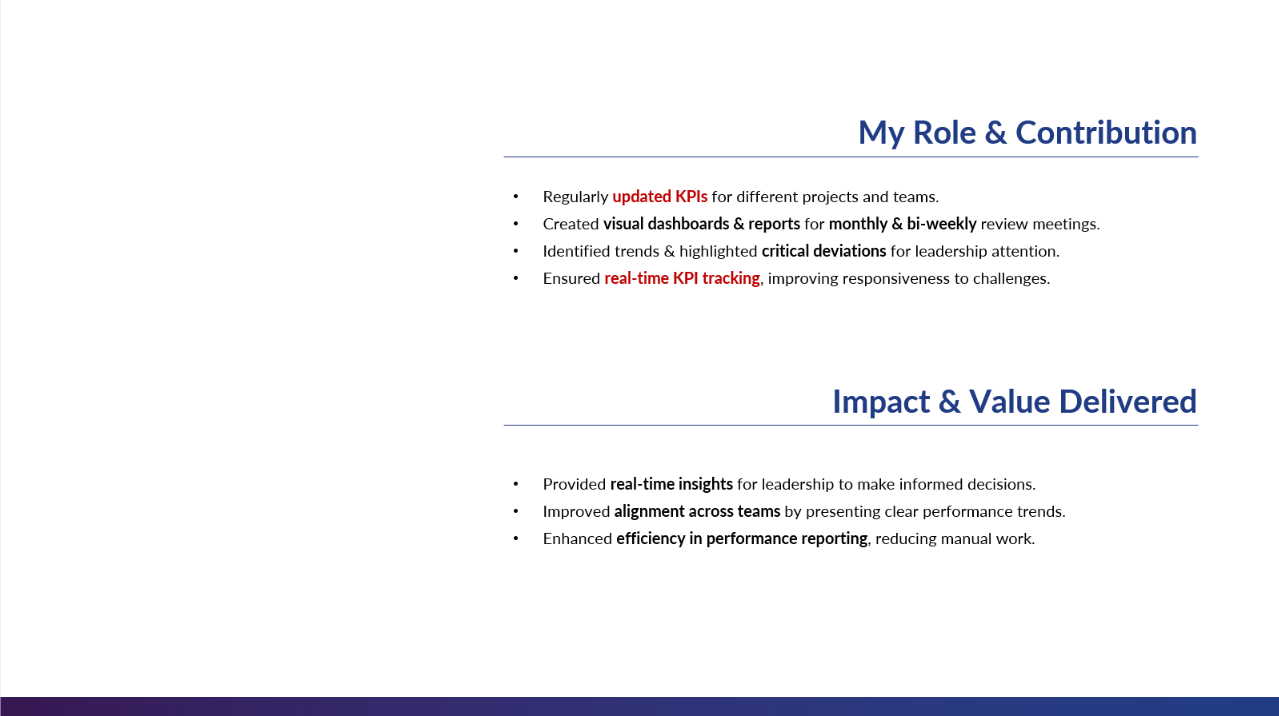 My Role & Contribution
• Regularly updated KPIs for different projects and teams.
• Created visual dashboards & reports for monthly & bi-weekly review meetings.
• Identified trends & highlighted critical deviations for leadership attention.
• Ensured real-time KPI tracking, improving responsiveness to challenges.
Impact & Value Delivered
• Provided real-time insights for leadership to make informed decisions.
• Improved alignment across teams by presenting clear performance trends.
• Enhanced efficiency in performance reporting, reducing manual work.